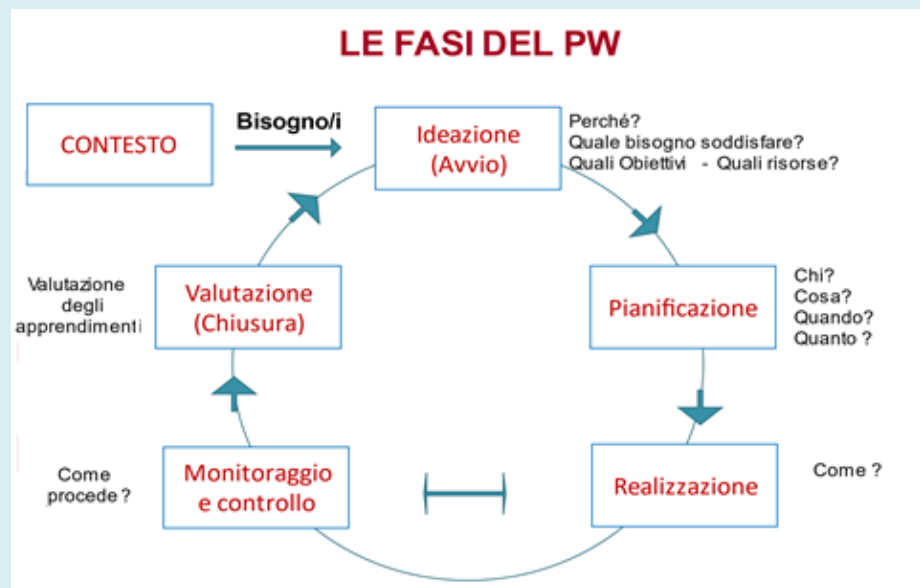 LE FASI DEL PW
CONTESTO
Bisogno/i
Ideazione
(Avvio)
Perché?
Quale bisogno soddisfare?
Quali Obiettivi - Quali risorse?
Valutazione
degli
apprendimenti
Valutazione
(Chiusura)
Pianificazione
Chi?
Cosa?
Quando?
Quanto ?
Come
procede ?
Monitoraggio
e controllo
Realizzazione
Come ?